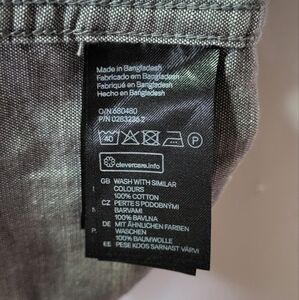 Made in Bangladesh
Fabricado em Bangladesh
Fabriqué en Bangladesh
Hecho en Bangladesh
O/N 680480
P/N 0283236-2
40
P
clevercare.info
GB WASH WITH SIMILAR
COLOURS
100% COTTON
CZ PERTE S PODOBNÝMI
BARVAMI
100% BAVLNA
DE MIT ÄHNLICHEN FARBEN
WASCHEN
100% BAUMWOLLE
EE PESE KOOS SARNAST VÄRVI